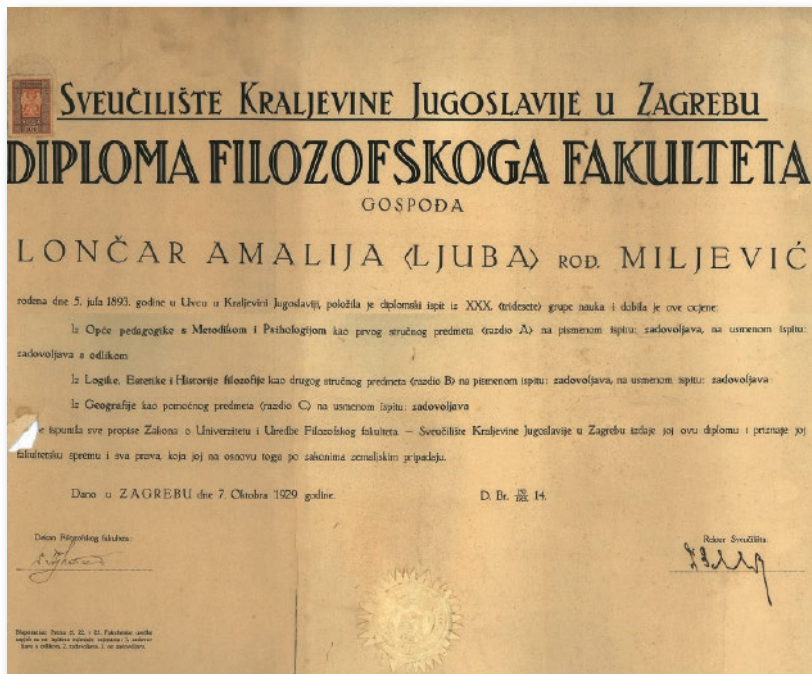 SVEUČILIŠTE KRALJEVINE JUGOSLAVIJE U ZAGREBU
DIPLOMA FILOZOFSKOGA FAKULTETA
GOSPOĐA
LONČAR AMALIJA (LJUBA) ROĐ. MILJEVIĆ
rođena dne 5. jula 1893. godine u Uvcu u Kraljevini Jugoslaviji, položila je diplomski ispit iz XXX. (tridesete) grupe nauka i dobila je ove ocjene:
Iz Opće pedagogike s Metodikom i Psihologijom kao prvog stručnog predmeta (razdio A) na pismenom ispitu: zadovoljava, na usmenom ispitu:
zadovoljava s odlikom
Iz Logike, Estetike i Historije filozofije kao drugog stručnog predmeta (razdio B) na pismenom ispitu: zadovoljava, na usmenom ispitu: zadovoljava
Iz Geografije kao pomoćnog predmeta (razdio C) na usmenom ispitu: zadovoljava
je ispunila sve propise Zakona o Univerzitetu i Uredbe Filozofskog fakulteta — Sveučilište Kraljevine Jugoslavije u Zagrebu izdaje joj ovu diplomu i priznaje joj
fakultetsku spremu i sva prava, koja joj na osnovu toga po zakonima zemaljskim pripadaju.
Dano u ZAGREBU dne 7. Oktobra 1929 godine.
D. Br. 14.
Dekan Filozofskog fakulteta:
Rektor Sveučilišta: